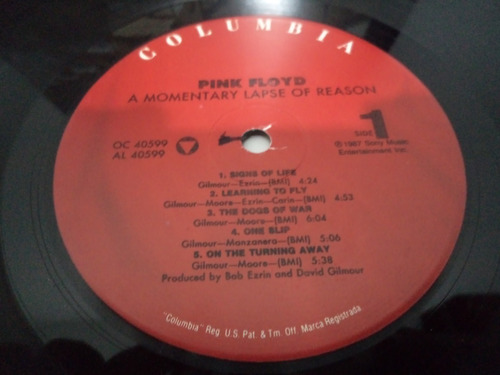 COLUMBIA
PINK FLOYD
A MOMENTARY LAPSE OF REASON
OC 40599
AL 40599
SIDE 1
℗ 1987 Sony Music
Entertainment Inc.
1. SIGNS OF LIFE
Gilmour—Ezrin—(BMI) 4:24
2. LEARNING TO FLY
Gilmour—Moore—Ezrin—Carin—(BMI) 4:53
3. THE DOGS OF WAR
Gilmour—Moore—(BMI) 6:04
4. ONE SLIP
Gilmour—Manzanera—(BMI) 5:06
5. ON THE TURNING AWAY
Gilmour—Moore—(BMI) 5:38
Produced by Bob Ezrin and David Gilmour
"Columbia" Reg. U.S. Pat. & Tm. Off. Marca Registrada